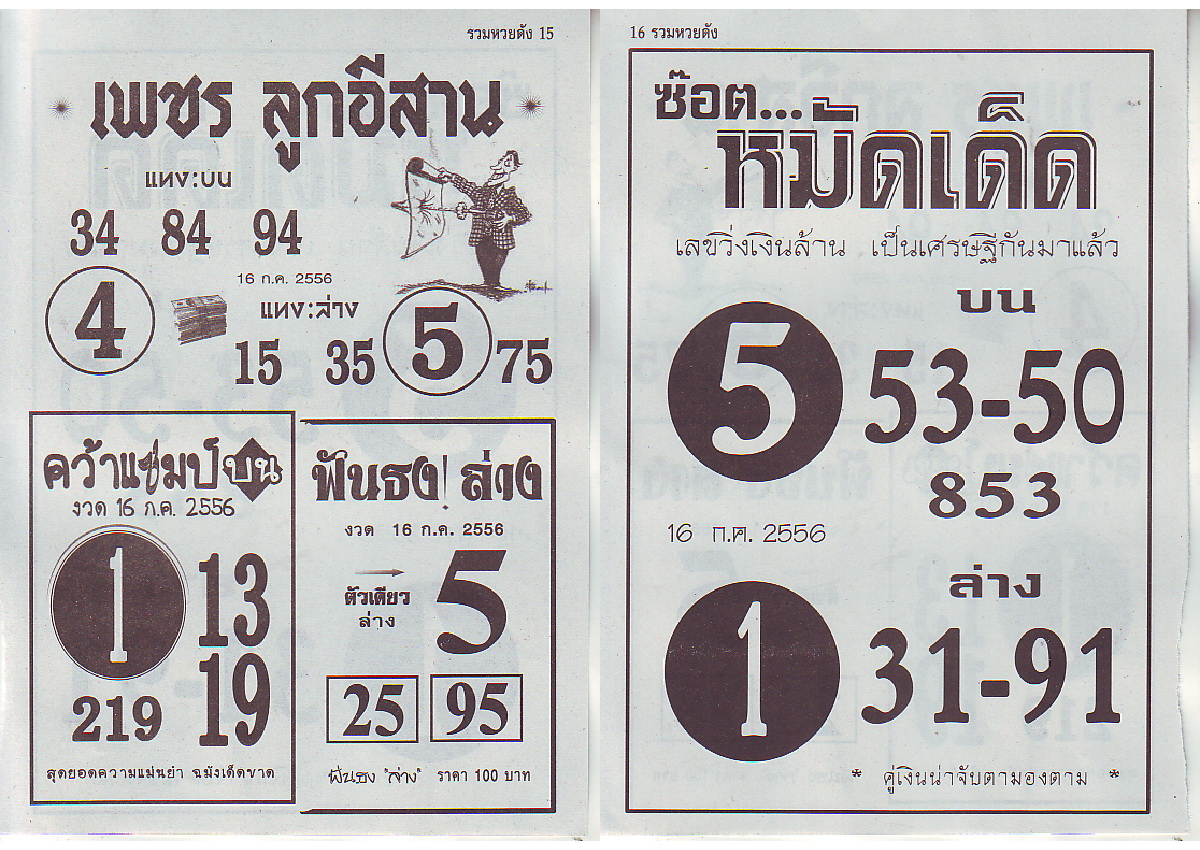 รวมหวยดัง 15
เพชร ลูกอีสาน
แทง:บน
34 84 94
16 ก.ค. 2556
4
แทง:ล่าง
15 35 5 75
คว้าแชมป์ บน
งวด 16 ก.ค. 2556
1
13
19
219
สุดยอดความแม่นยำ ฉมังเด็ดขาด
ฟันธง ล่าง
งวด 16 ก.ค. 2556
5
ตัวเดียว
ล่าง
25 95
ฟันธง "ล่าง" ราคา 100 บาท
16 รวมหวยดัง
ซ๊อต...
หมัดเด็ด
เลขวิ่งเงินล้าน เป็นเศรษฐีกันมาแล้ว
บน
5 53-50
853
16 ก.ค. 2556
ล่าง
1 31-91
* คู่เงินน่าจับตามองตาม *